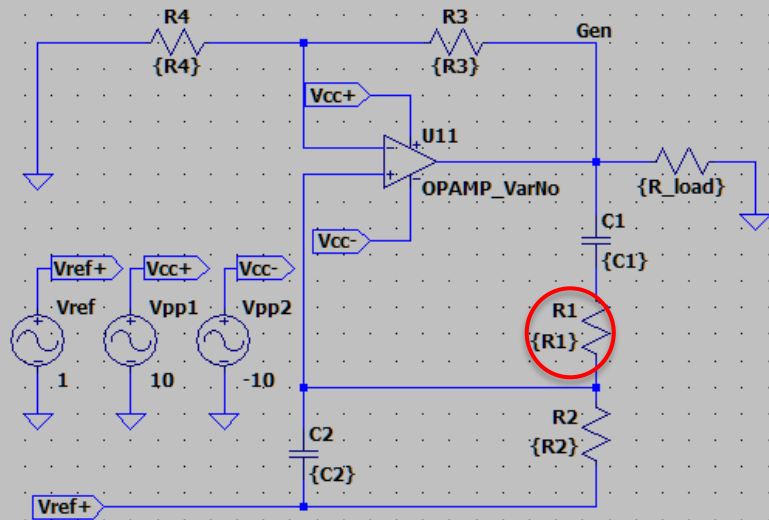 R4
{R4}
R3
{R3}
Gen
Vcc+
U11
OPAMP_VarNo
{R_load}
Vcc-
C1
{C1}
Vref+
Vcc+
Vcc-
Vref
Vpp1
Vpp2
1
10
-10
R1
{R1}
R2
{R2}
C2
{C2}
Vref+